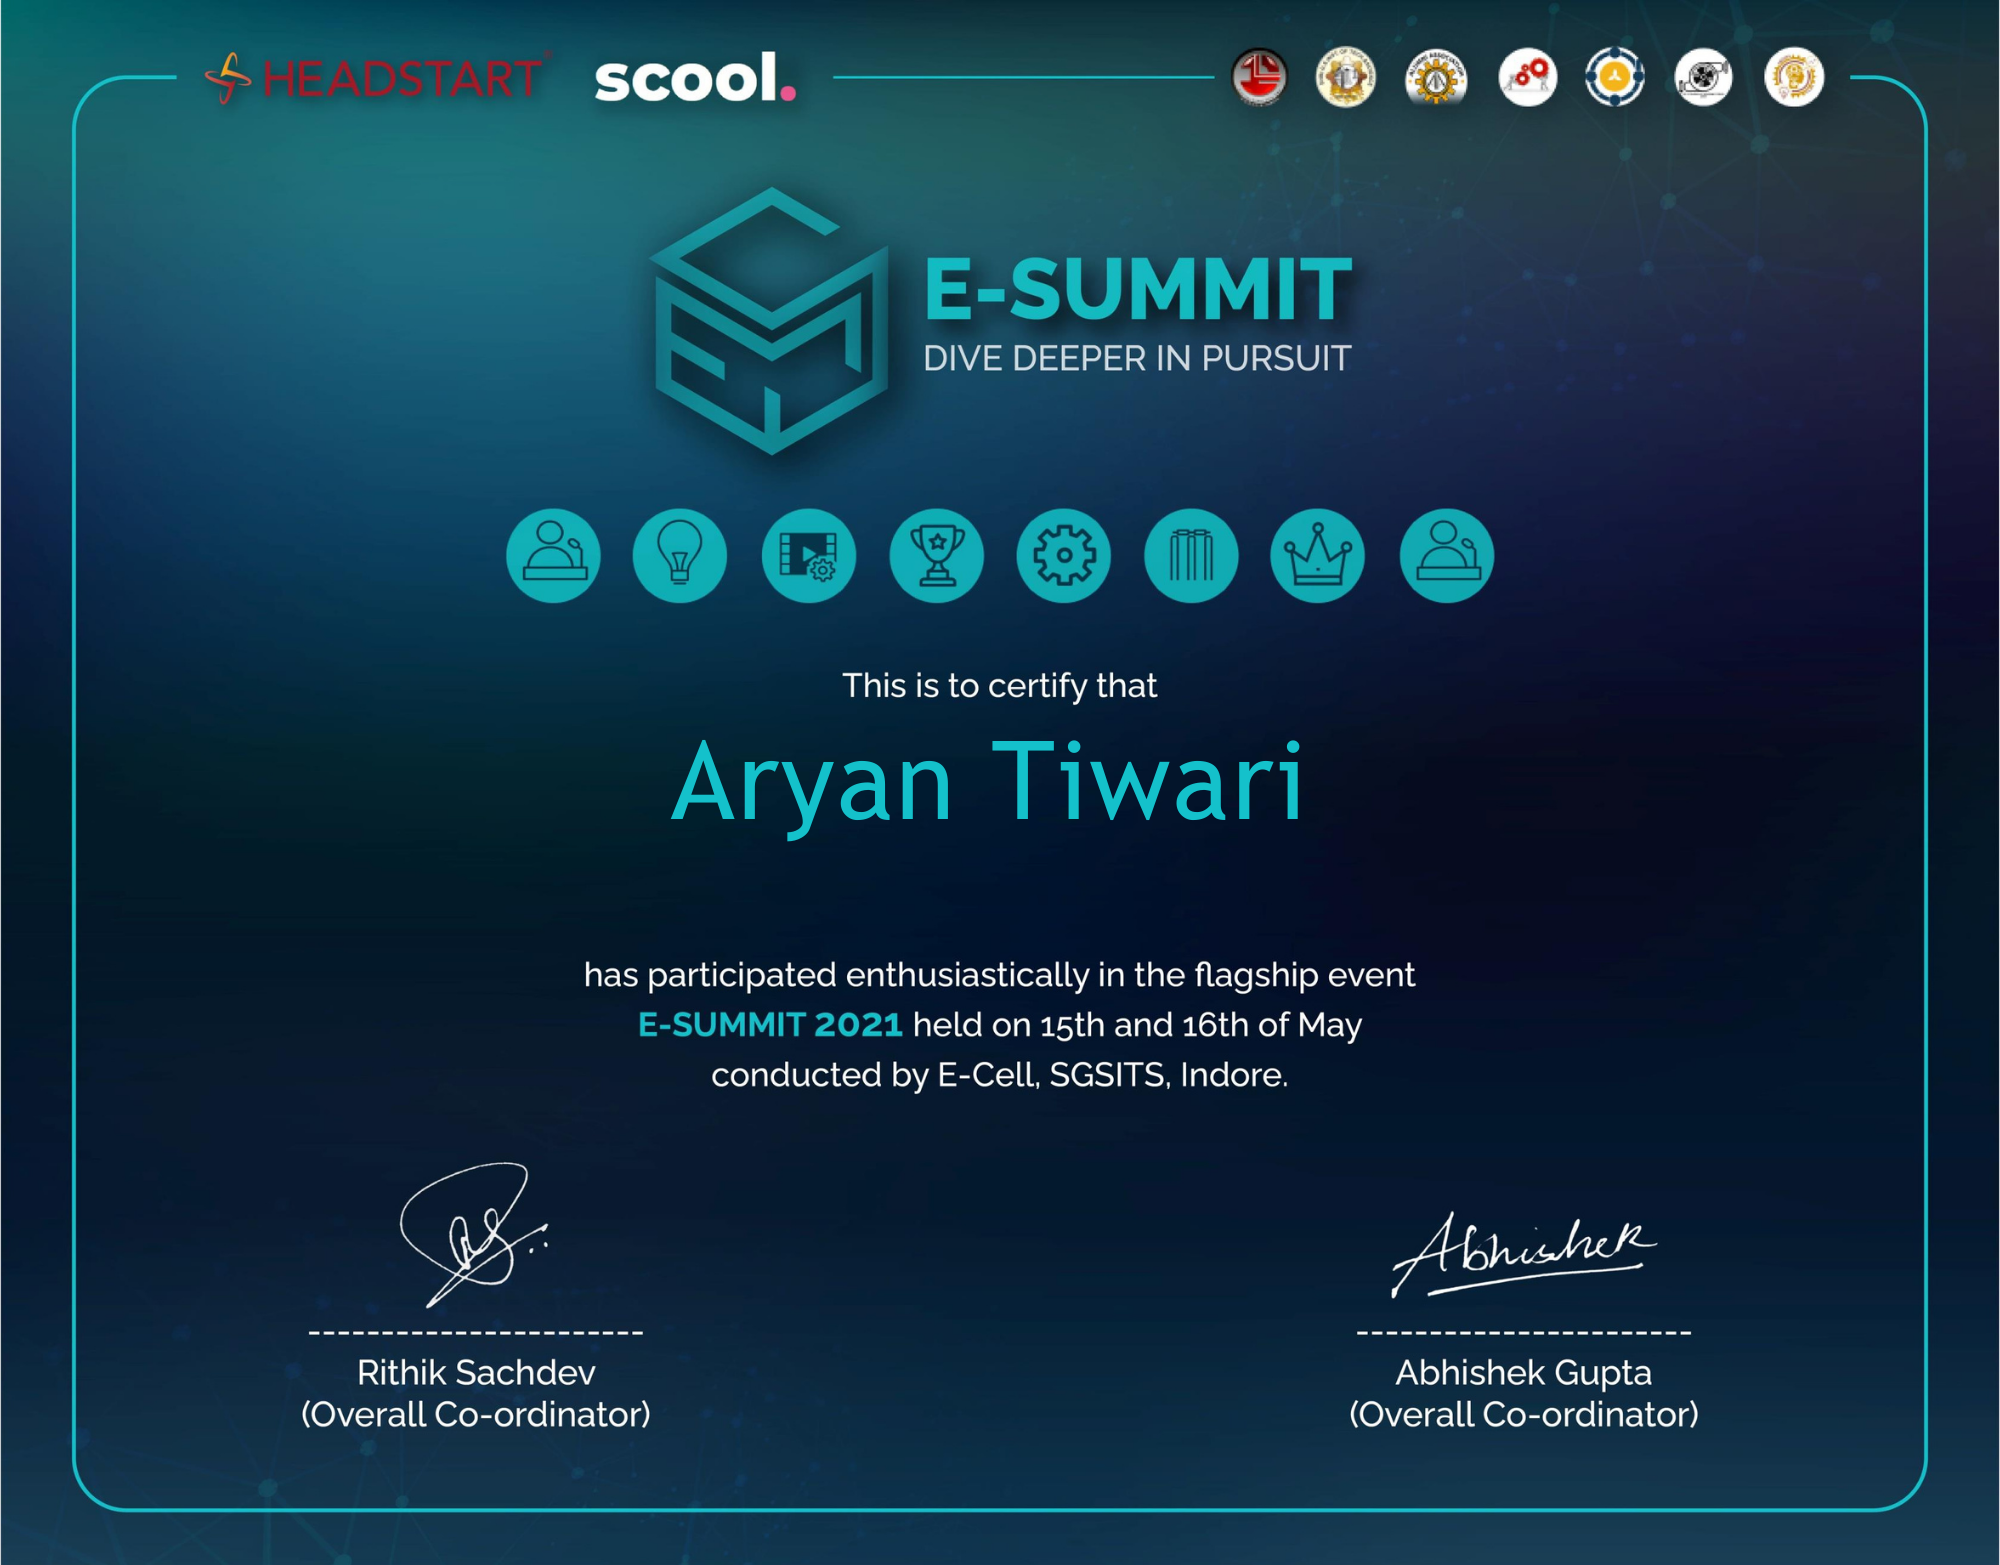 HEADSTART
scool.
E-SUMMIT
DIVE DEEPER IN PURSUIT
This is to certify that
Aryan Tiwari
has participated enthusiastically in the flagship event
E-SUMMIT 2021 held on 15th and 16th of May
conducted by E-Cell, SGSITS, Indore.
Abhishek
-----------------------
-----------------------
Rithik Sachdev
(Overall Co-ordinator)
Abhishek Gupta
(Overall Co-ordinator)